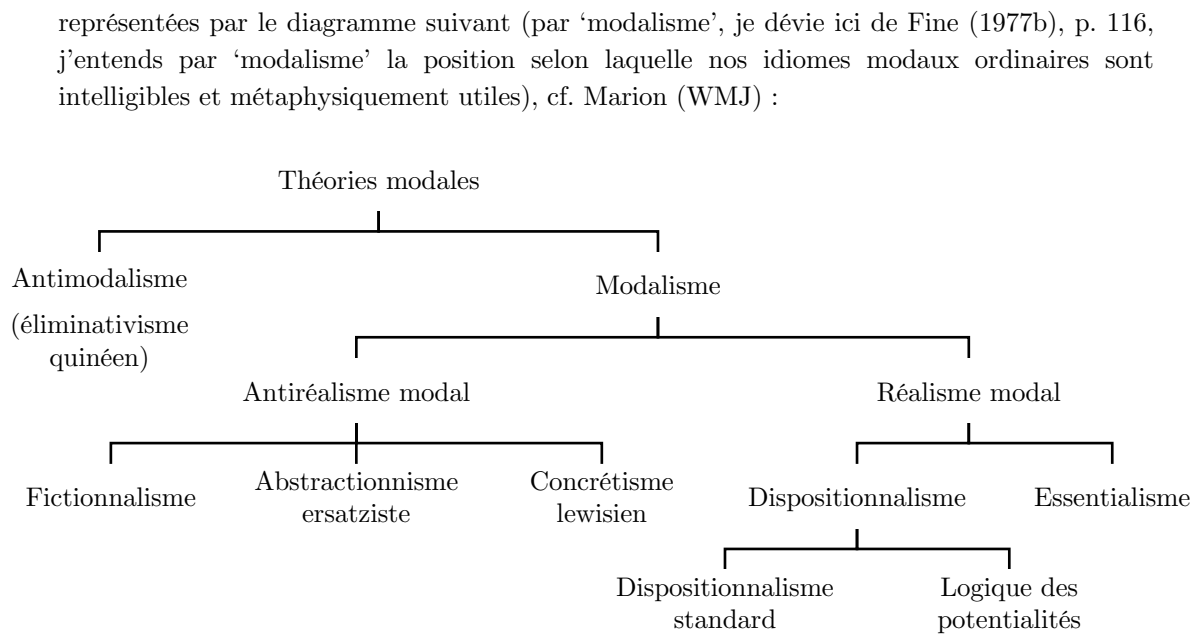 représentées par le diagramme suivant (par ‘modalisme’, je dévie ici de Fine (1977b), p. 116,
j'entends par ‘modalisme’ la position selon laquelle nos idiomes modaux ordinaires sont
intelligibles et métaphysiquement utiles), cf. Marion (WMJ) :
Théories modales
Antimodalisme
(éliminativisme
quinéen)
Modalisme
Antiréalisme modal
Réalisme modal
Fictionnalisme
Abstractionnisme
ersatziste
Concrétisme
lewisien
Dispositionnalisme
Essentialisme
Dispositionnalisme
standard
Logique des
potentialités